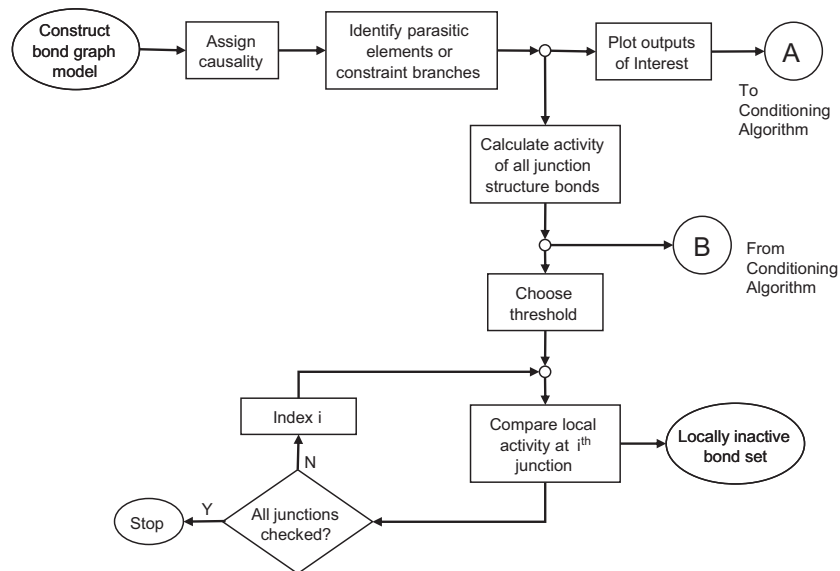 Construct
bond graph
model
Assign
causality
Identify parasitic
elements or
constraint branches
Plot outputs
of Interest
A
To
Conditioning
Algorithm
Calculate activity
of all junction
structure bonds
B
From
Conditioning
Algorithm
Choose
threshold
Index i
Compare local
activity at ith
junction
Locally inactive
bond set
N
Y
Stop
All junctions
checked?